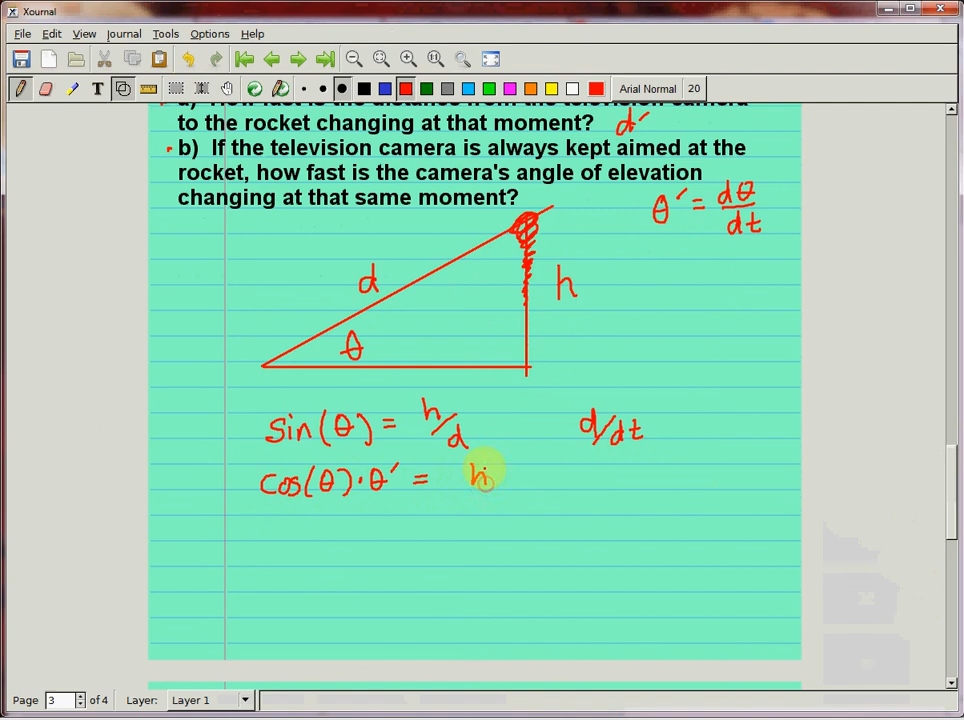 Xournal
File Edit View Journal Tools Options Help
Arial Normal 20
to the rocket changing at that moment? d'
b) If the television camera is always kept aimed at the
rocket, how fast is the camera's angle of elevation
changing at that same moment?
θ' = dθ/dt
d
h
θ
sin(θ) = h/d
d/dt
cos(θ)·θ' = h
Page 3 of 4 Layer: Layer 1